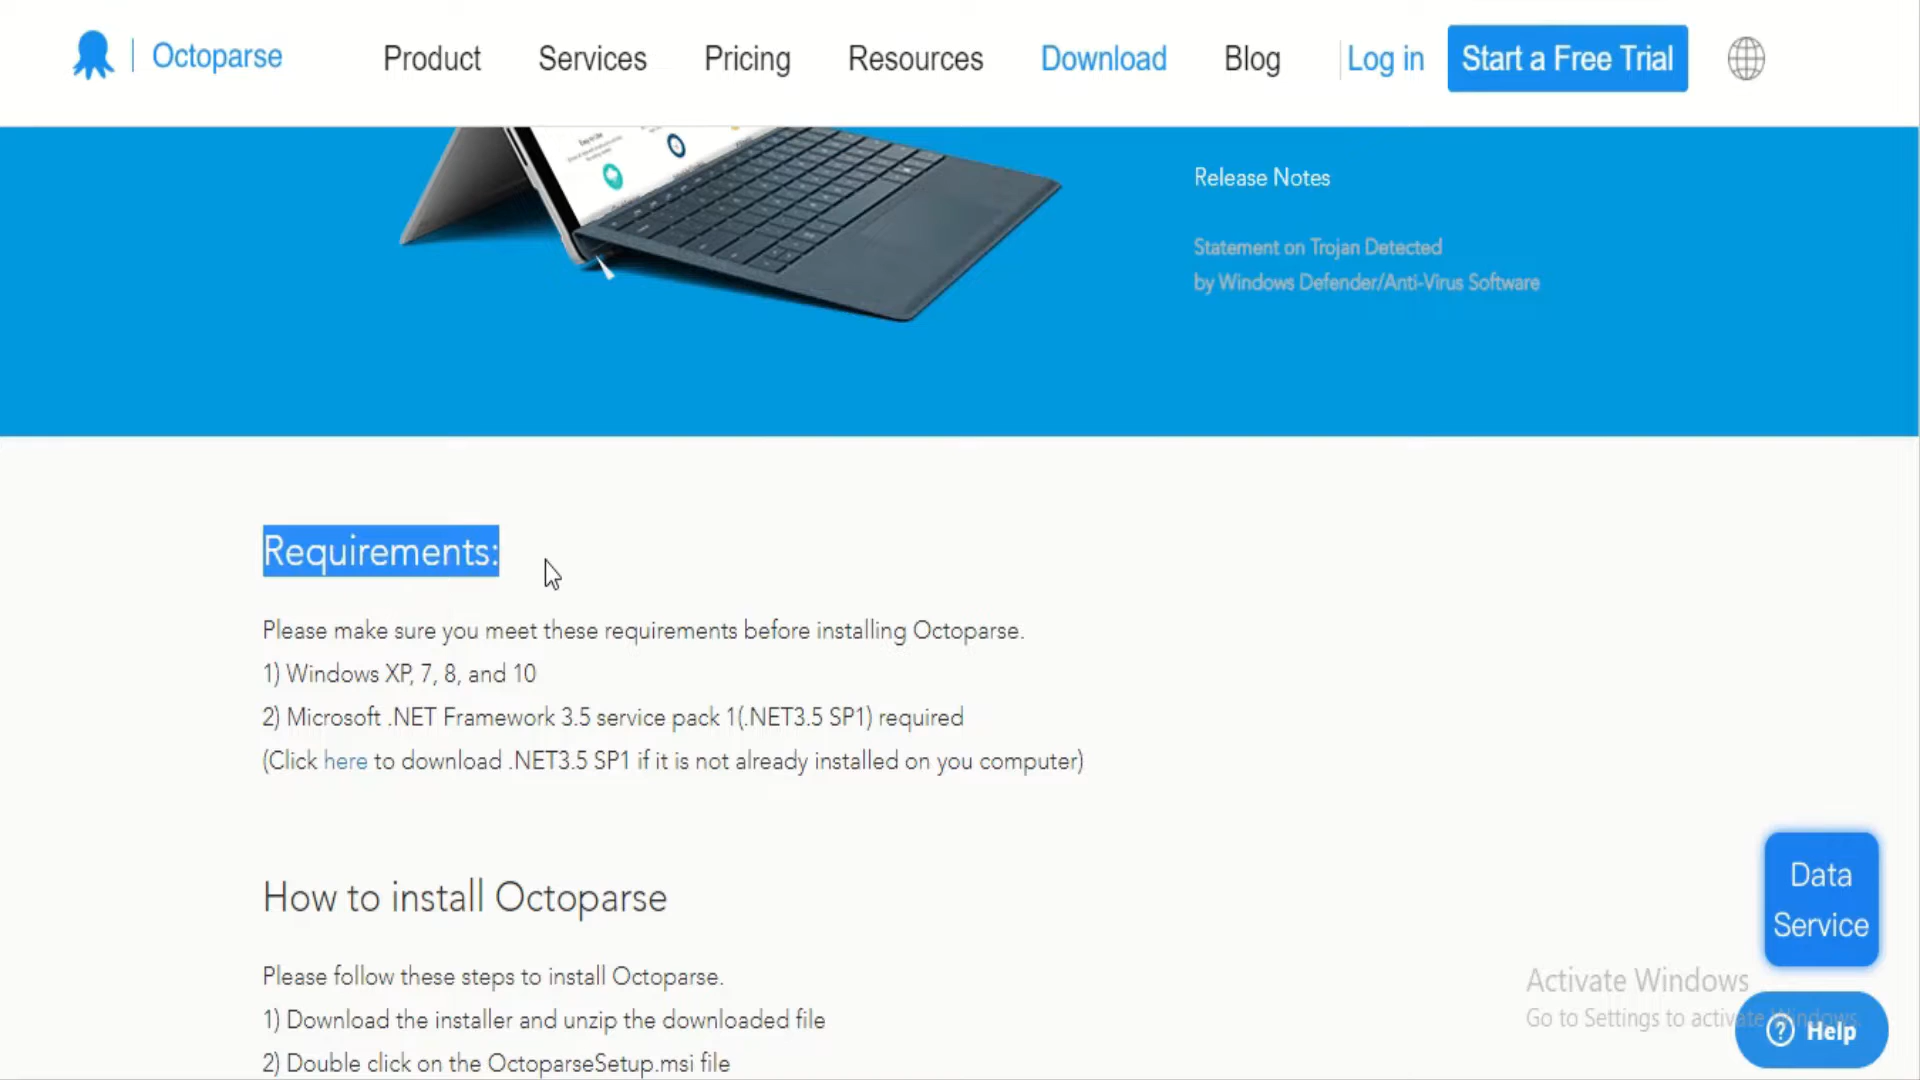 Octoparse
Product
Services
Pricing
Resources
Download
Blog
Log in
Start a Free Trial
Release Notes
Statement on Trojan Detected
by Windows Defender/Anti-Virus Software
Requirements:
Please make sure you meet these requirements before installing Octoparse.
1) Windows XP, 7, 8, and 10
2) Microsoft .NET Framework 3.5 service pack 1(.NET3.5 SP1) required
(Click here to download .NET3.5 SP1 if it is not already installed on you computer)
How to install Octoparse
Please follow these steps to install Octoparse.
1) Download the installer and unzip the downloaded file
2) Double click on the OctoparseSetup.msi file
Data
Service
Activate Windows
Go to Settings to activate Windows.
Help